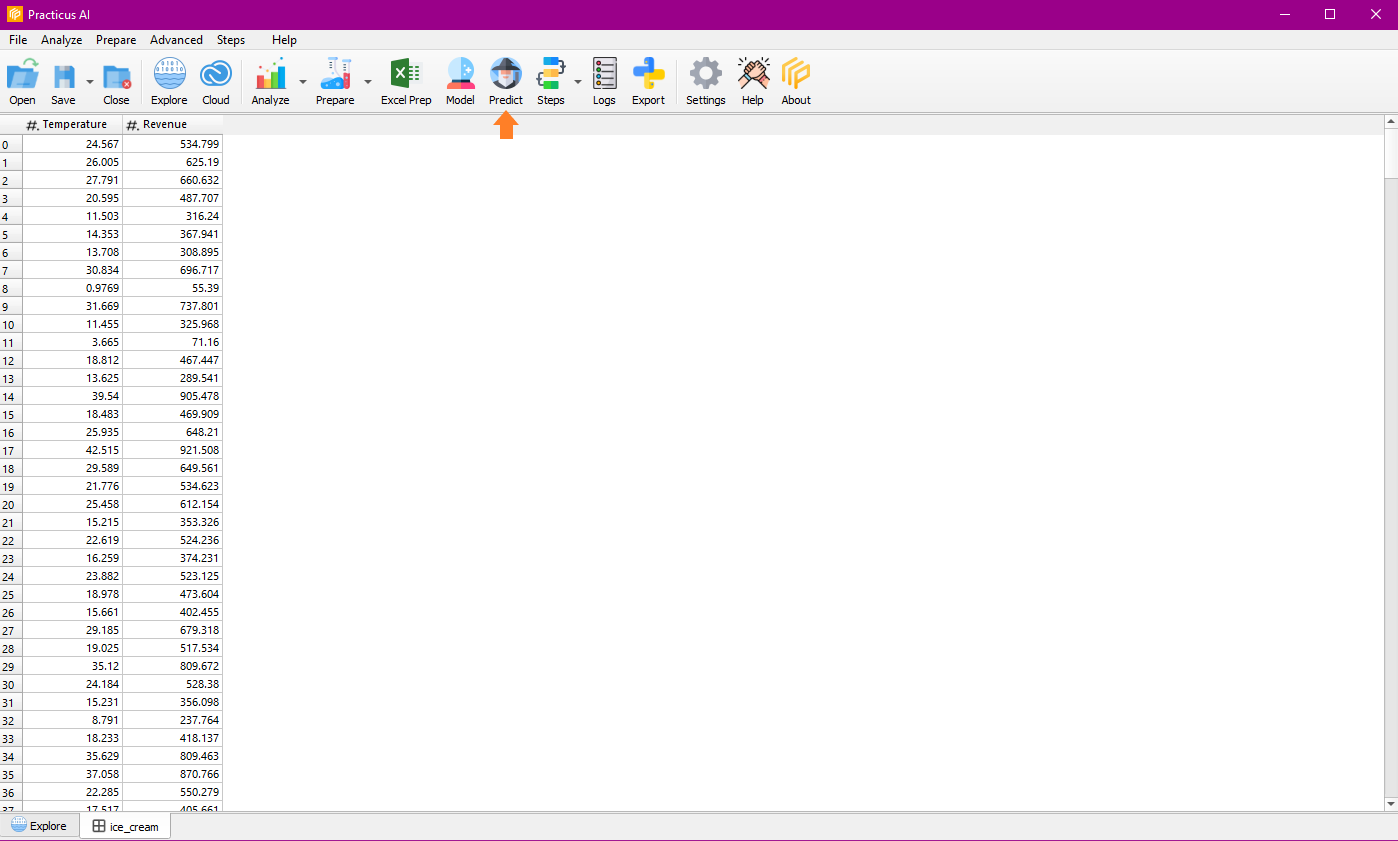 Practicus AI
File Analyze Prepare Advanced Steps Help
Open Save Close Explore Cloud Analyze Prepare Excel Prep Model Predict Steps Logs Export Settings Help About
#. Temperature #. Revenue
0 24.567 534.799
1 26.005 625.19
2 27.791 660.632
3 20.595 487.707
4 11.503 316.24
5 14.353 367.941
6 13.708 308.895
7 30.834 696.717
8 0.9769 55.39
9 31.669 737.801
10 11.455 325.968
11 3.665 71.16
12 18.812 467.447
13 13.625 289.541
14 39.54 905.478
15 18.483 469.909
16 25.935 648.21
17 42.515 921.508
18 29.589 649.561
19 21.776 534.623
20 25.458 612.154
21 15.215 353.326
22 22.619 524.236
23 16.259 374.231
24 23.882 523.125
25 18.978 473.604
26 15.661 402.455
27 29.185 679.318
28 19.025 517.534
29 35.12 809.672
30 24.184 528.38
31 15.231 356.098
32 8.791 237.764
33 18.233 418.137
34 35.629 809.463
35 37.058 870.766
36 22.285 550.279
37 17.517 405.661
Explore ice_cream